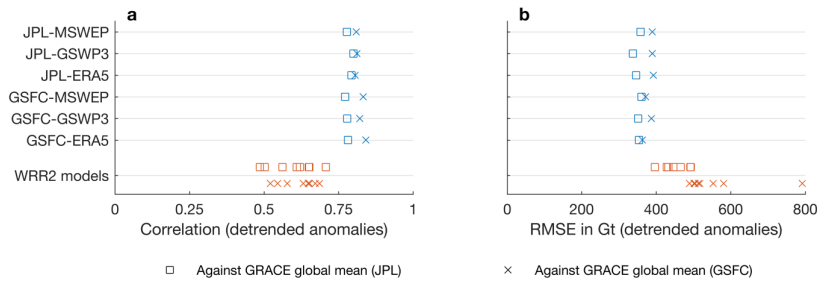 a
b
JPL-MSWEP
JPL-GSWP3
JPL-ERA5
GSFC-MSWEP
GSFC-GSWP3
GSFC-ERA5
WRR2 models
0 0.25 0.5 0.75 1
Correlation (detrended anomalies)
0 200 400 600 800
RMSE in Gt (detrended anomalies)
Against GRACE global mean (JPL)
Against GRACE global mean (GSFC)